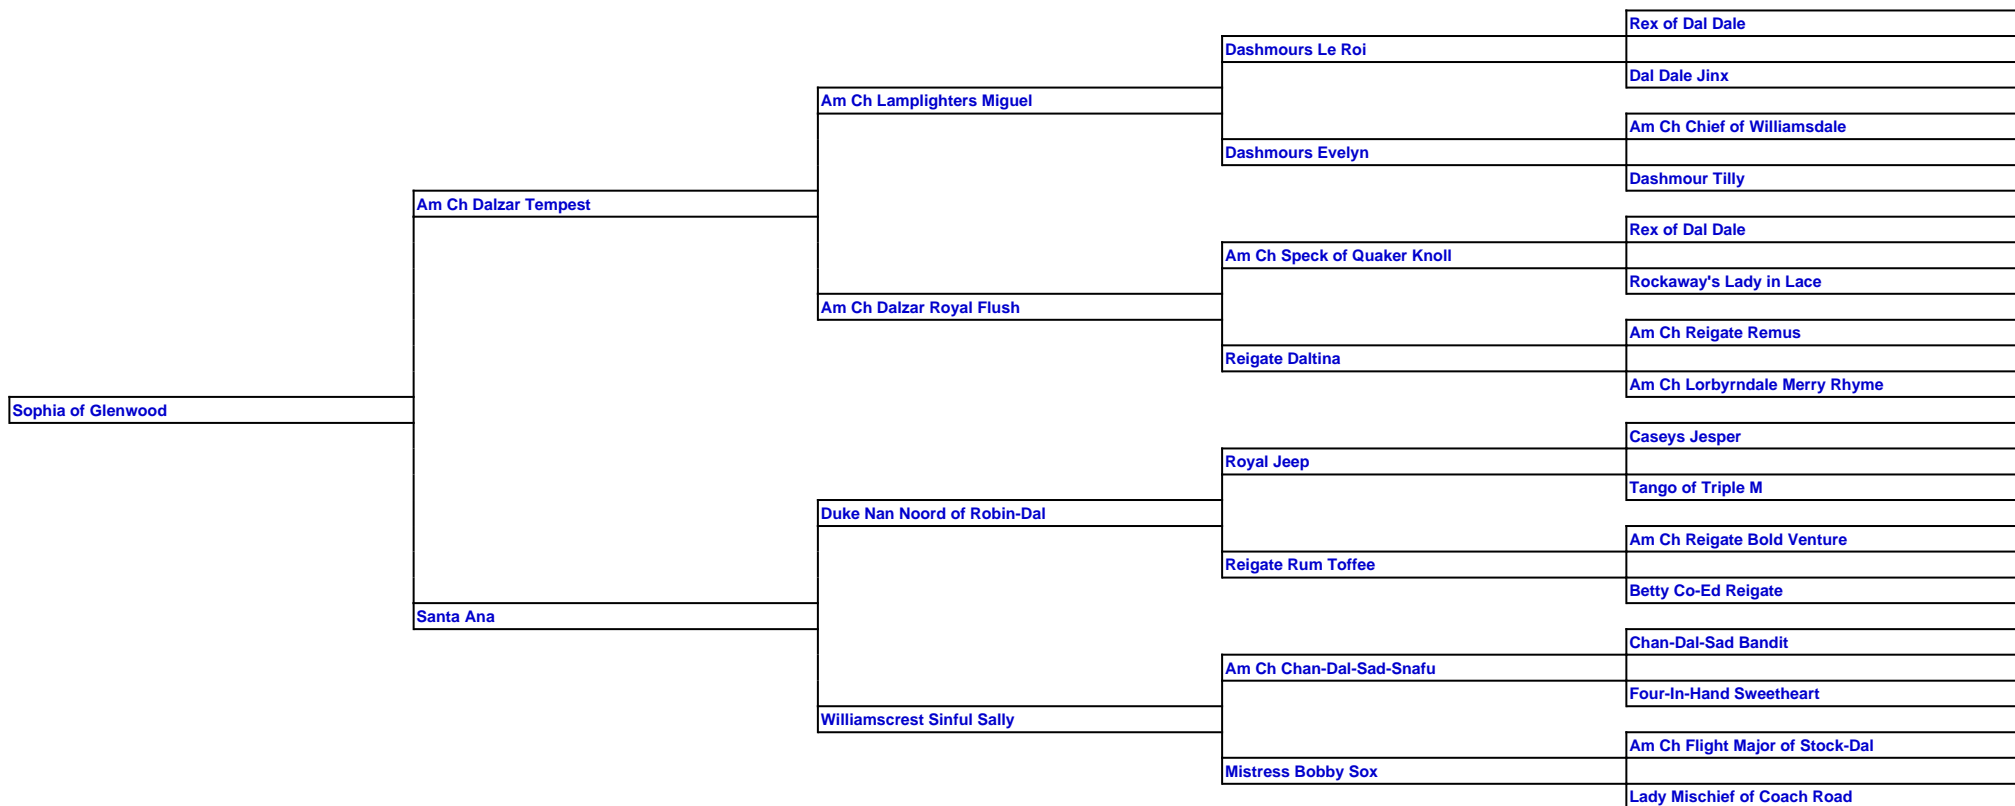 Rex of Dal Dale
Dashmours Le Roi
Dal Dale Jinx
Am Ch Lamplighters Miguel
Am Ch Chief of Williamsdale
Dashmours Evelyn
Dashmour Tilly
Am Ch Dalzar Tempest
Rex of Dal Dale
Am Ch Speck of Quaker Knoll
Rockaway's Lady in Lace
Am Ch Dalzar Royal Flush
Am Ch Reigate Remus
Reigate Daltina
Am Ch Lorbyrndale Merry Rhyme
Sophia of Glenwood
Caseys Jesper
Royal Jeep
Tango of Triple M
Duke Nan Noord of Robin-Dal
Am Ch Reigate Bold Venture
Reigate Rum Toffee
Betty Co-Ed Reigate
Santa Ana
Chan-Dal-Sad Bandit
Am Ch Chan-Dal-Sad-Snafu
Four-In-Hand Sweetheart
Williamscrest Sinful Sally
Am Ch Flight Major of Stock-Dal
Mistress Bobby Sox
Lady Mischief of Coach Road